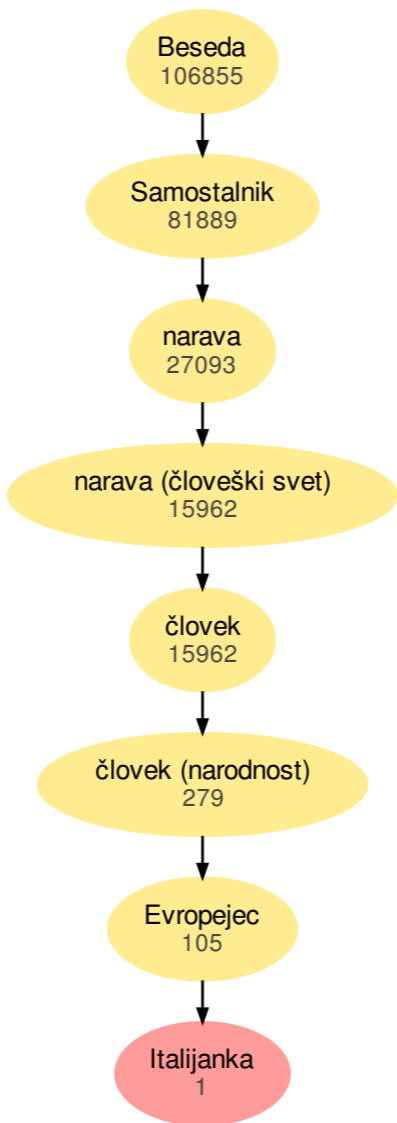 Beseda
106855
Samostalnik
81889
narava
27093
narava (človeški svet)
15962
človek
15962
človek (narodnost)
279
Evropejec
105
Italijanka
1